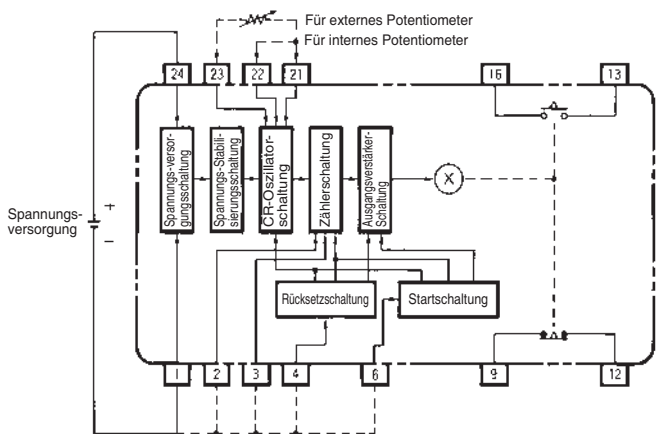 Für externes Potentiometer
Für internes Potentiometer
24
23
22
21
16
13
Spannungs-versor-
gungsschaltung
Spannungs-Stabili-
sierungsschaltung
CR-Oszillator-
schaltung
Zählerschaltung
Ausgangsverstärker-
Schaltung
X
Spannungs-
versorgung
+
−
Rücksetzschaltung
Startschaltung
1
2
3
4
6
9
12